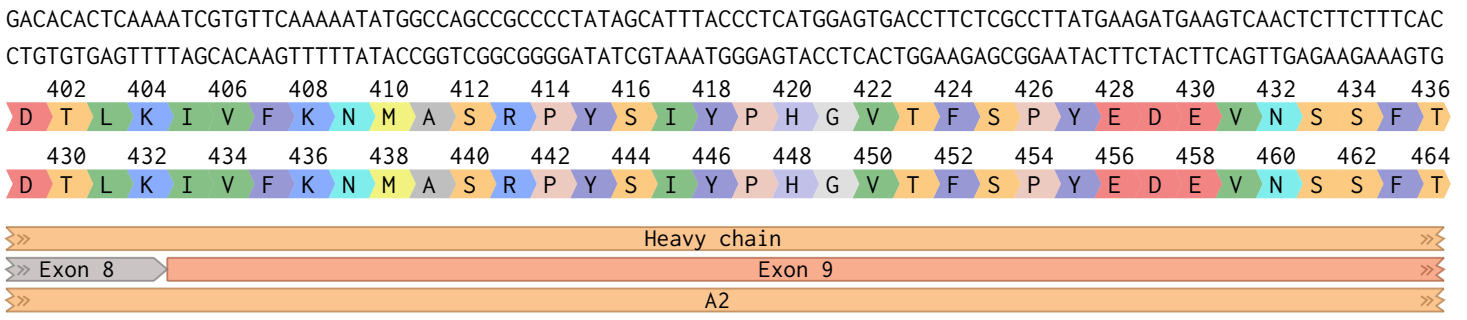 GACACACTCAAAATCGTGTTCAAAAATATGGCCAGCCGCCCCTATAGCATTTACCCTCATGGAGTGACCTTCTCGCCTTATGAAGATGAAGTCAACTCTTCTTTCAC
CTGTGTGAGTTTTAGCACAAGTTTTTATACCGGTCGGCGGGGATATCGTAAATGGGAGTACCTCACTGGAAGAGCGGAATACTTCTACTTCAGTTGAGAAGAAAGTG
402 404 406 408 410 412 414 416 418 420 422 424 426 428 430 432 434 436
D T L K I V F K N M A S R P Y S I Y P H G V T F S P Y E D E V N S S F T
430 432 434 436 438 440 442 444 446 448 450 452 454 456 458 460 462 464
D T L K I V F K N M A S R P Y S I Y P H G V T F S P Y E D E V N S S F T
Heavy chain
Exon 8 Exon 9
A2